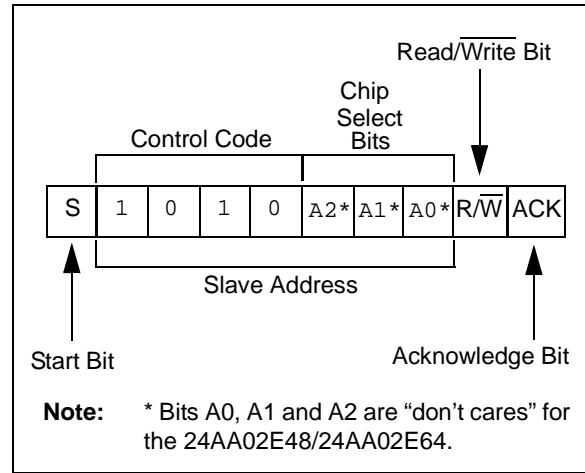 Read/Write Bit
Chip
Select
Bits
Control Code
S 1 0 1 0 A2* A1* A0* R/W ACK
Slave Address
Start Bit
Acknowledge Bit
Note: * Bits A0, A1 and A2 are “don’t cares” for
the 24AA02E48/24AA02E64.